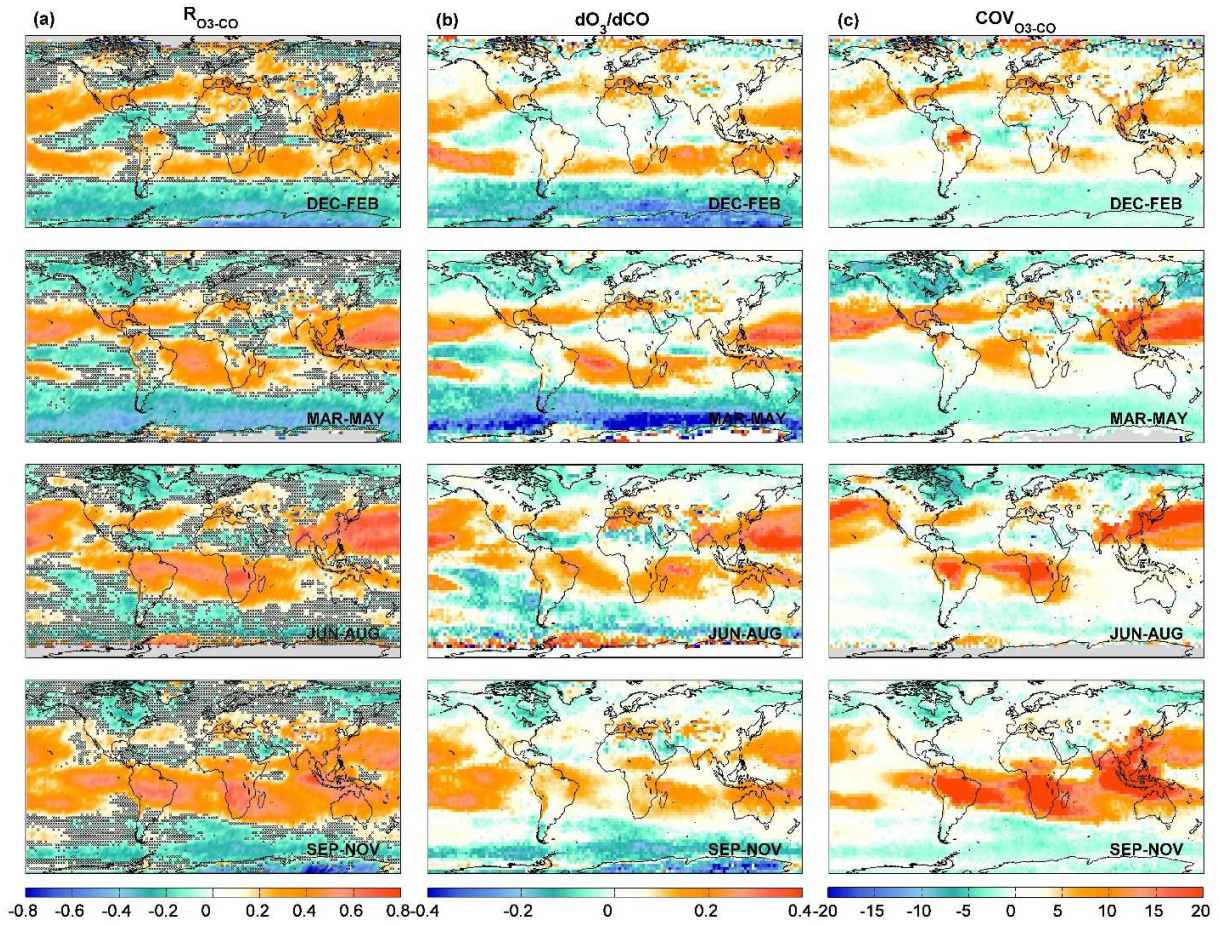 (a) R_O3-CO (b) dO3/dCO (c) COV_O3-CO
DEC-FEB DEC-FEB DEC-FEB
MAR-MAY MAR-MAY MAR-MAY
JUN-AUG JUN-AUG JUN-AUG
SEP-NOV SEP-NOV SEP-NOV
-0.8 -0.6 -0.4 -0.2 0 0.2 0.4 0.6 0.8 -0.4 -0.2 0 0.2 0.4 -20 -15 -10 -5 0 5 10 15 20